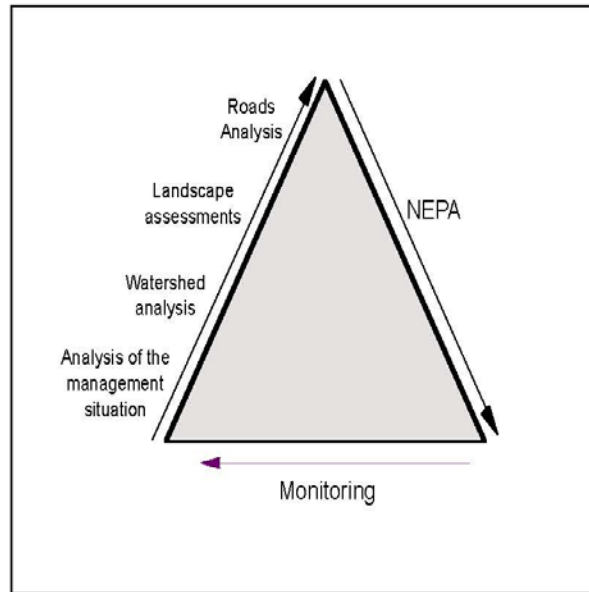 Roads
Analysis
Landscape
assessments
NEPA
Watershed
analysis
Analysis of the
management
situation
Monitoring